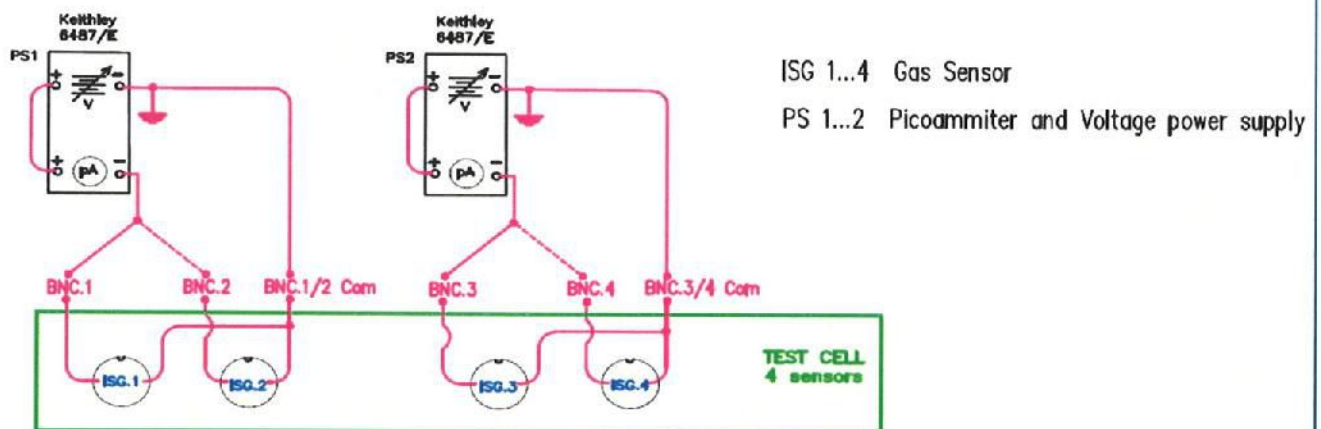 Keithley
6487/E
PS1
+ -
V
+ -
pA
BNC.1
BNC.2
BNC.1/2 Com
ISG.1
ISG.2
Keithley
6487/E
PS2
+ -
V
+ -
pA
BNC.3
BNC.4
BNC.3/4 Com
ISG.3
ISG.4
TEST CELL
4 sensors
ISG 1...4 Gas Sensor
PS 1...2 Picoammiter and Voltage power supply